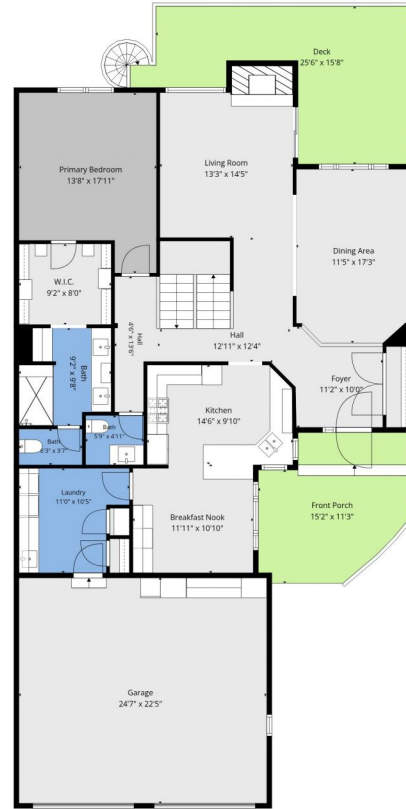 Deck
25'6" x 15'8"
Primary Bedroom
13'8" x 17'11"
Living Room
13'3" x 14'5"
Dining Area
11'5" x 17'3"
W.I.C.
9'2" x 8'0"
Hall
4'6" x 13'6"
Hall
12'11" x 12'4"
Bath
9'2" x 9'8"
Foyer
11'2" x 10'0"
Kitchen
14'6" x 9'10"
Bath
5'9" x 4'11"
Bath
6'3" x 3'7"
Laundry
11'0" x 10'5"
Breakfast Nook
11'11" x 10'10"
Front Porch
15'2" x 11'3"
Garage
24'7" x 22'5"